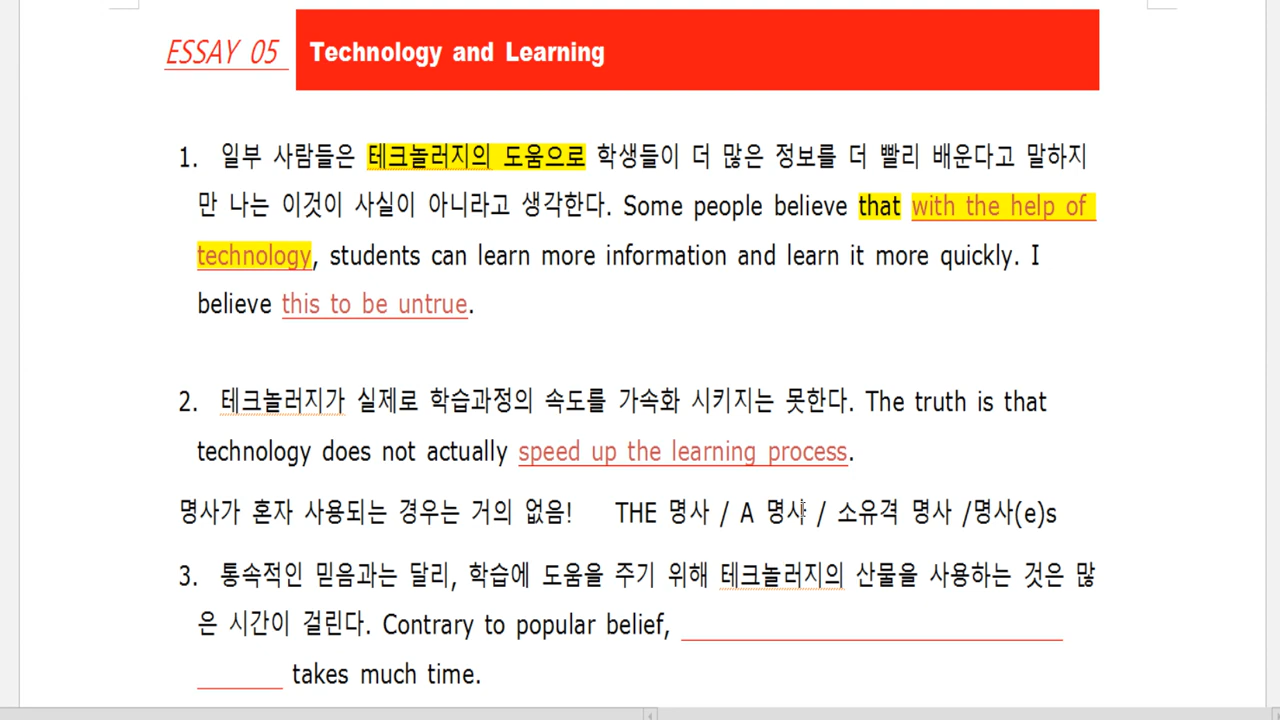 ESSAY 05 Technology and Learning
1. 일부 사람들은 테크놀러지의 도움으로 학생들이 더 많은 정보를 더 빨리 배운다고 말하지
만 나는 이것이 사실이 아니라고 생각한다. Some people believe that with the help of
technology, students can learn more information and learn it more quickly. I
believe this to be untrue.
2. 테크놀러지가 실제로 학습과정의 속도를 가속화 시키지는 못한다. The truth is that
technology does not actually speed up the learning process.
명사가 혼자 사용되는 경우는 거의 없음! THE 명사 / A 명사 / 소유격 명사 /명사(e)s
3. 통속적인 믿음과는 달리, 학습에 도움을 주기 위해 테크놀러지의 산물을 사용하는 것은 많
은 시간이 걸린다. Contrary to popular belief,
takes much time.